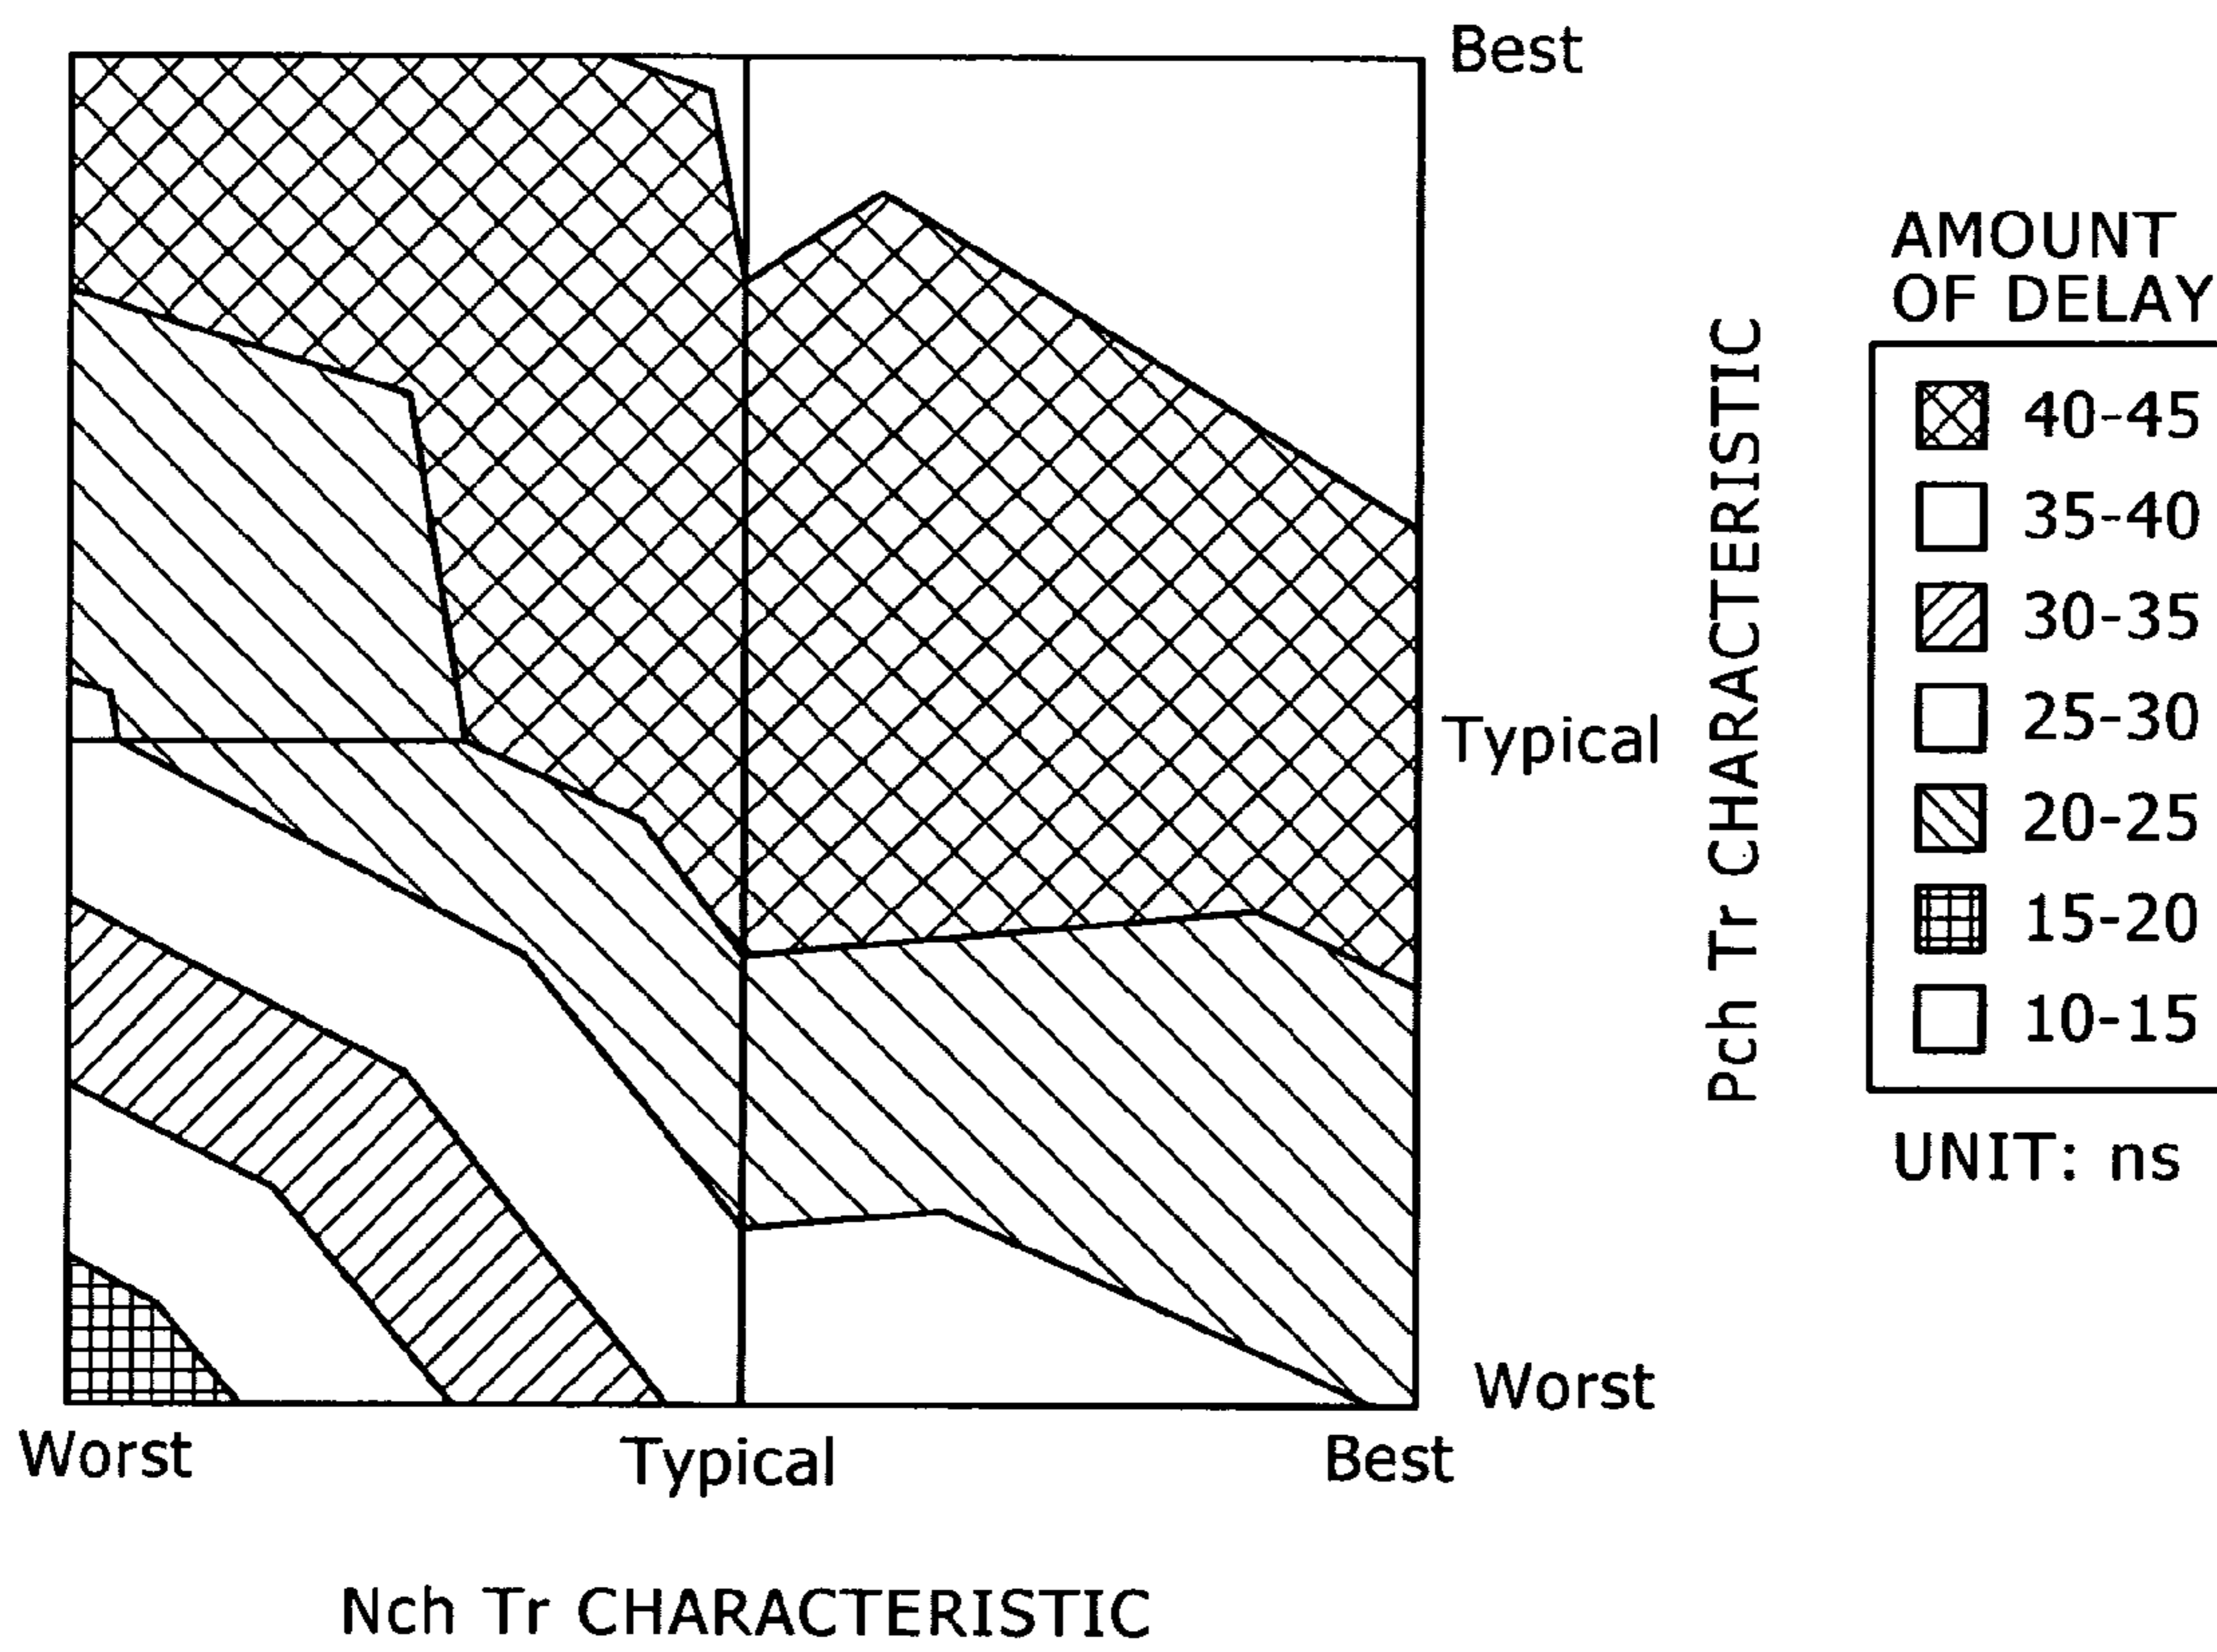 Best
Typical
Worst
Pch Tr CHARACTERISTIC
Worst
Typical
Best
Nch Tr CHARACTERISTIC
AMOUNT
OF DELAY
40-45
35-40
30-35
25-30
20-25
15-20
10-15
UNIT: ns